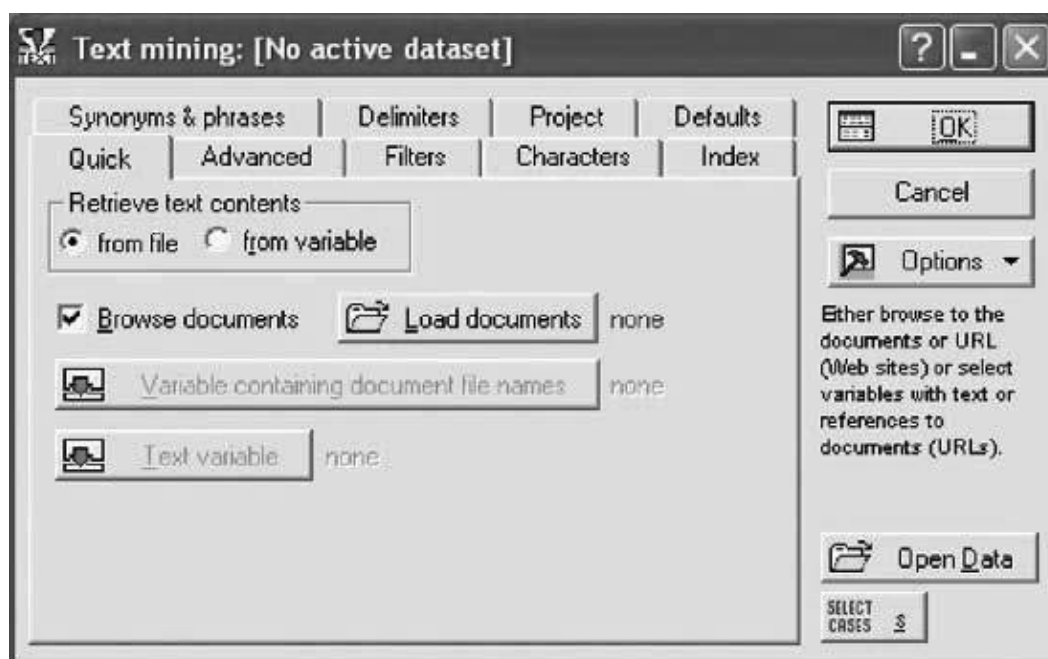 TEXT
Text mining: [No active dataset]
?
Synonyms & phrases Delimiters Project Defaults
Quick Advanced Filters Characters Index
Retrieve text contents
from file from variable
Browse documents Load documents none
Variable containing document file names none
Text variable none
OK
Cancel
Options
Either browse to the
documents or URL
(Web sites) or select
variables with text or
references to
documents (URLs).
Open Data
SELECT
CASES S